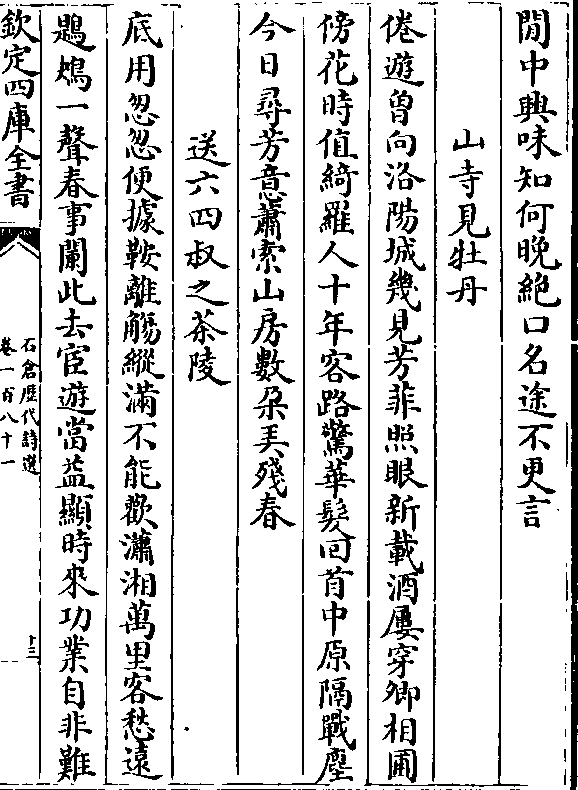 閒中興味知何晚絶口名途不更言
山寺見牡丹
倦遊曾向洛陽城幾見芳菲照眼新載酒屢穿卿相圃
傍花時值綺羅人十年客路驚華髮回首中原隔戰塵
今日尋芳意蕭索山房數朶弄殘春
送六四叔之茶陵
底用怱怱便據鞍離觴縱滿不能歡瀟湘萬里客愁遠
鶗鴂一聲春事闌此去宦遊當益顯時來功業自非難
欽定四庫全書
石倉歷代詩選
卷一百八十一
十三